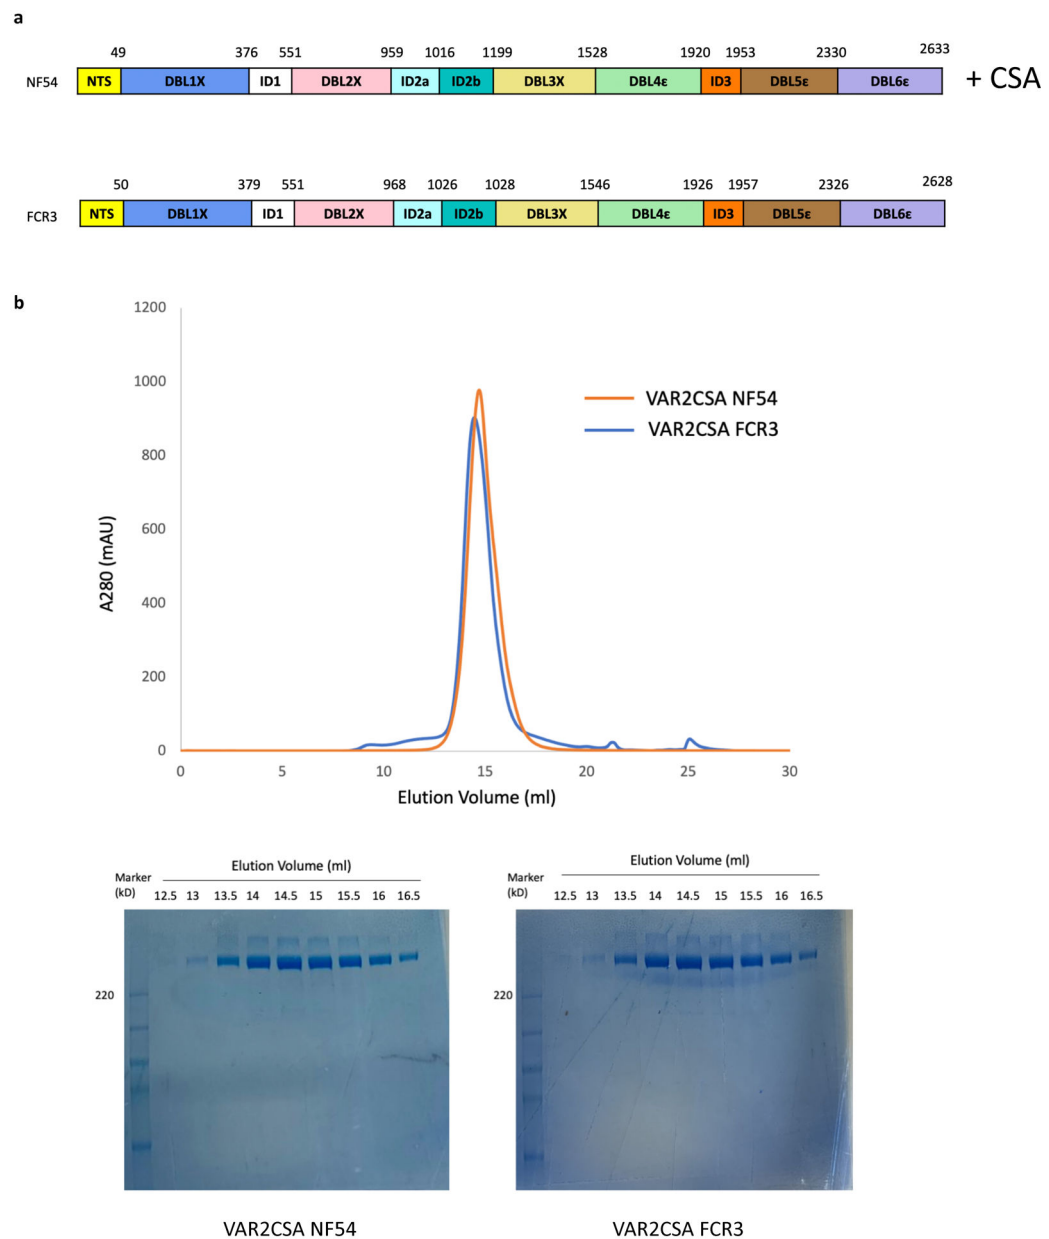 a
49 376 551 959 1016 1199 1528 1920 1953 2330 2633
NF54 NTS DBL1X ID1 DBL2X ID2a ID2b DBL3X DBL4ε ID3 DBL5ε DBL6ε + CSA
50 379 551 968 1026 1028 1546 1926 1957 2326 2628
FCR3 NTS DBL1X ID1 DBL2X ID2a ID2b DBL3X DBL4ε ID3 DBL5ε DBL6ε
b
1200
1000
800
600
400
200
0
A280 (mAU)
VAR2CSA NF54
VAR2CSA FCR3
0 5 10 15 20 25 30
Elution Volume (ml)
Elution Volume (ml)
Marker
(kD)
12.5 13 13.5 14 14.5 15 15.5 16 16.5
220
VAR2CSA NF54
Elution Volume (ml)
Marker
(kD)
12.5 13 13.5 14 14.5 15 15.5 16 16.5
220
VAR2CSA FCR3